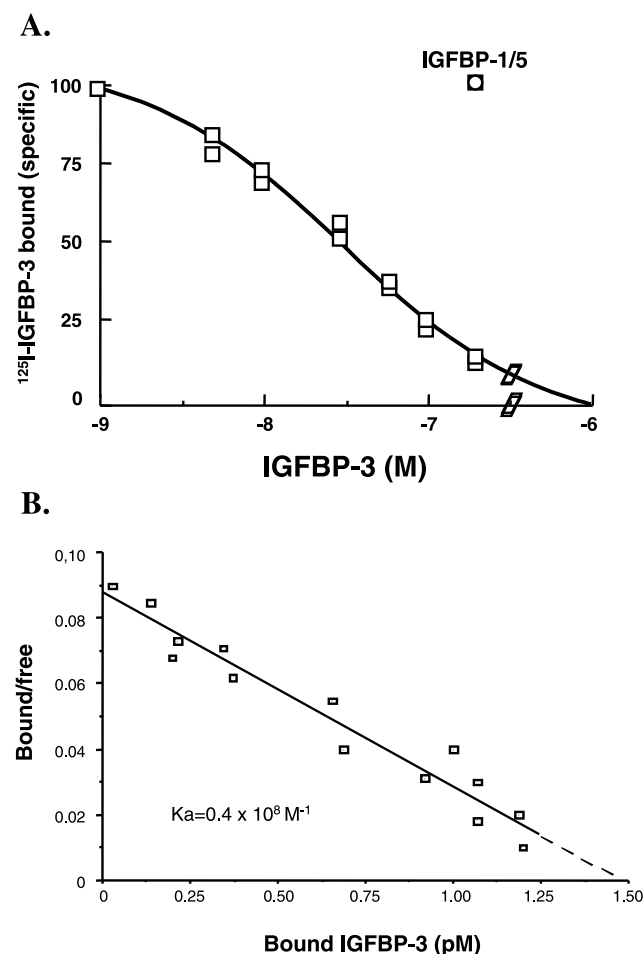 A.
IGFBP-1/5
100
75
50
25
0
-9
-8
-7
-6
125I-IGFBP-3 bound (specific)
IGFBP-3 (M)
B.
0,10
0.08
0.06
0.04
0.02
0
0
0.25
0.50
0.75
1.00
1.25
1.50
Bound/free
Ka=0.4 x 10⁸ M⁻¹
Bound IGFBP-3 (pM)